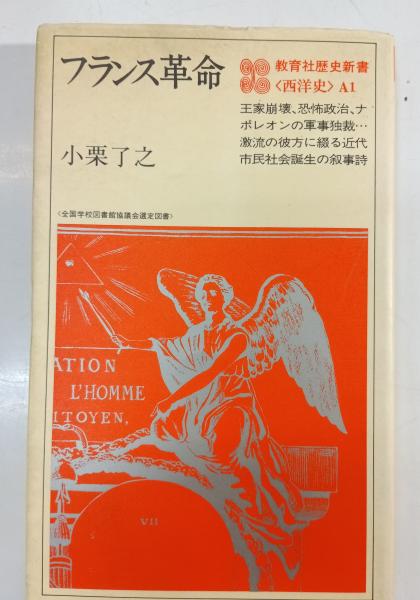 フランス革命
教育社歴史新書
〈西洋史〉A1
王家崩壊、恐怖政治、ナ
ポレオンの軍事独裁…
激流の彼方に綴る近代
市民社会誕生の叙事詩
小栗了之
〈全国学校図書館協議会選定図書〉
ATION
L'HOMME
ITOYEN,
VII